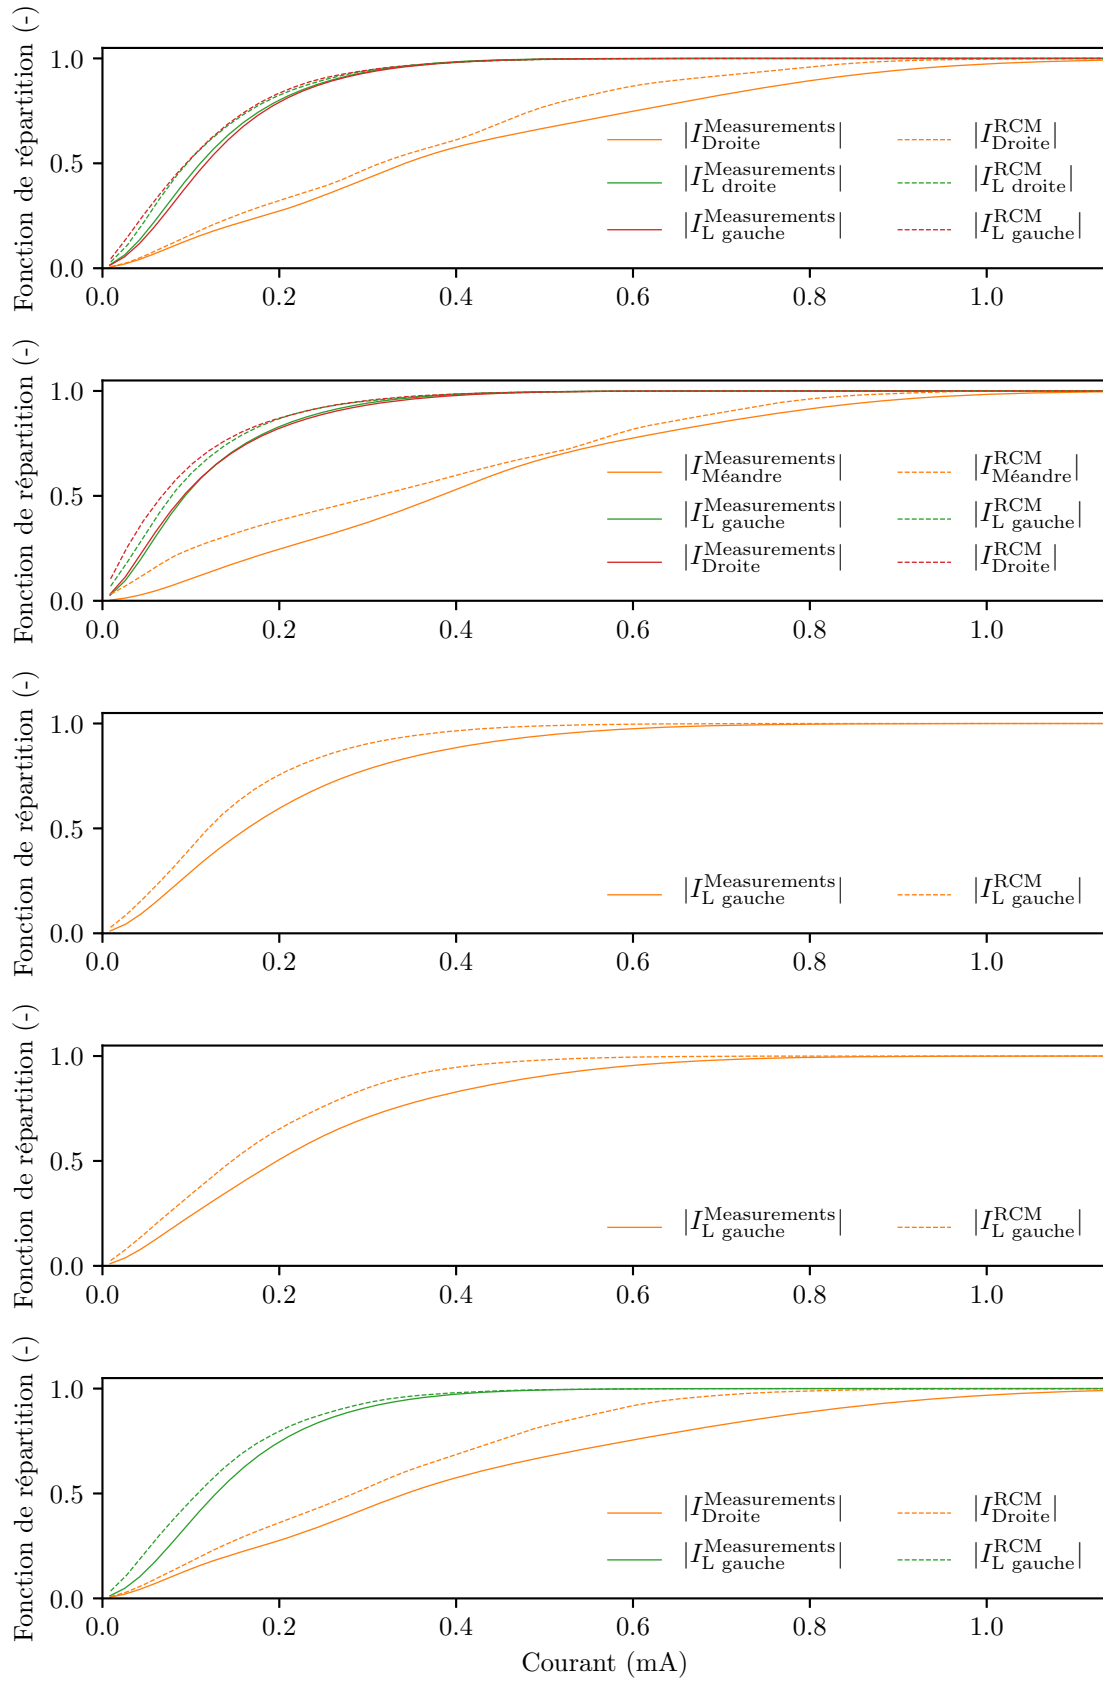 Fonction de répartition (-)
1.0
0.5
0.0
|I^Measurements_Droite| |I^RCM_Droite|
|I^Measurements_L droite| |I^RCM_L droite|
|I^Measurements_L gauche| |I^RCM_L gauche|
0.0 0.2 0.4 0.6 0.8 1.0
Fonction de répartition (-)
1.0
0.5
0.0
|I^Measurements_Méandre| |I^RCM_Méandre|
|I^Measurements_L gauche| |I^RCM_L gauche|
|I^Measurements_Droite| |I^RCM_Droite|
0.0 0.2 0.4 0.6 0.8 1.0
Fonction de répartition (-)
1.0
0.5
0.0
|I^Measurements_L gauche| |I^RCM_L gauche|
0.0 0.2 0.4 0.6 0.8 1.0
Fonction de répartition (-)
1.0
0.5
0.0
|I^Measurements_L gauche| |I^RCM_L gauche|
0.0 0.2 0.4 0.6 0.8 1.0
Fonction de répartition (-)
1.0
0.5
0.0
|I^Measurements_Droite| |I^RCM_Droite|
|I^Measurements_L gauche| |I^RCM_L gauche|
0.0 0.2 0.4 0.6 0.8 1.0
Courant (mA)